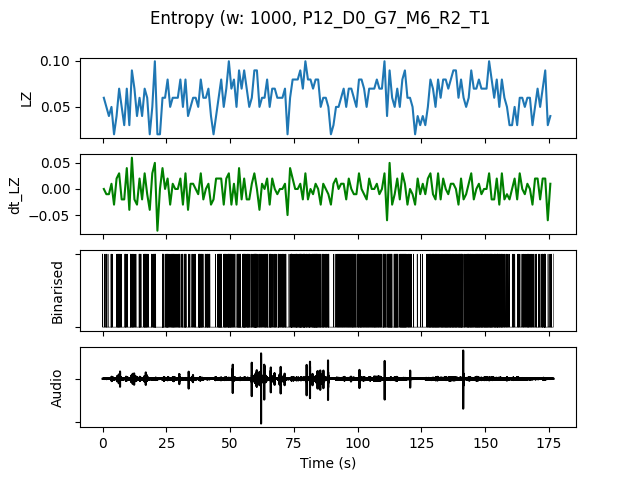 Entropy (w: 1000, P12_D0_G7_M6_R2_T1
0.10
0.05
LZ
0.05
0.00
−0.05
dt_LZ
Binarised
Audio
0 25 50 75 100 125 150 175
Time (s)